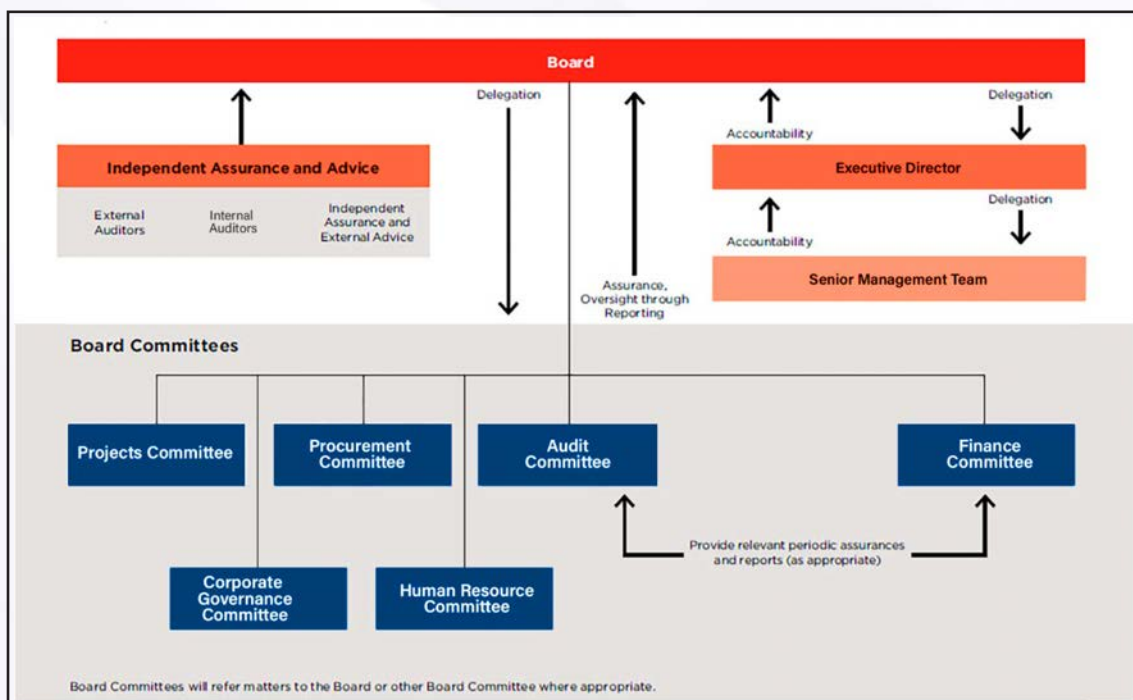 Board
Delegation
Delegation
Accountability
Independent Assurance and Advice
Executive Director
External
Auditors
Internal
Auditors
Independent
Assurance and
External Advice
Delegation
Accountability
Senior Management Team
Assurance,
Oversight through
Reporting
Board Committees
Projects Committee
Procurement
Committee
Audit
Committee
Finance
Committee
Provide relevant periodic assurances
and reports (as appropriate)
Corporate
Governance
Committee
Human Resource
Committee
Board Committees will refer matters to the Board or other Board Committee where appropriate.